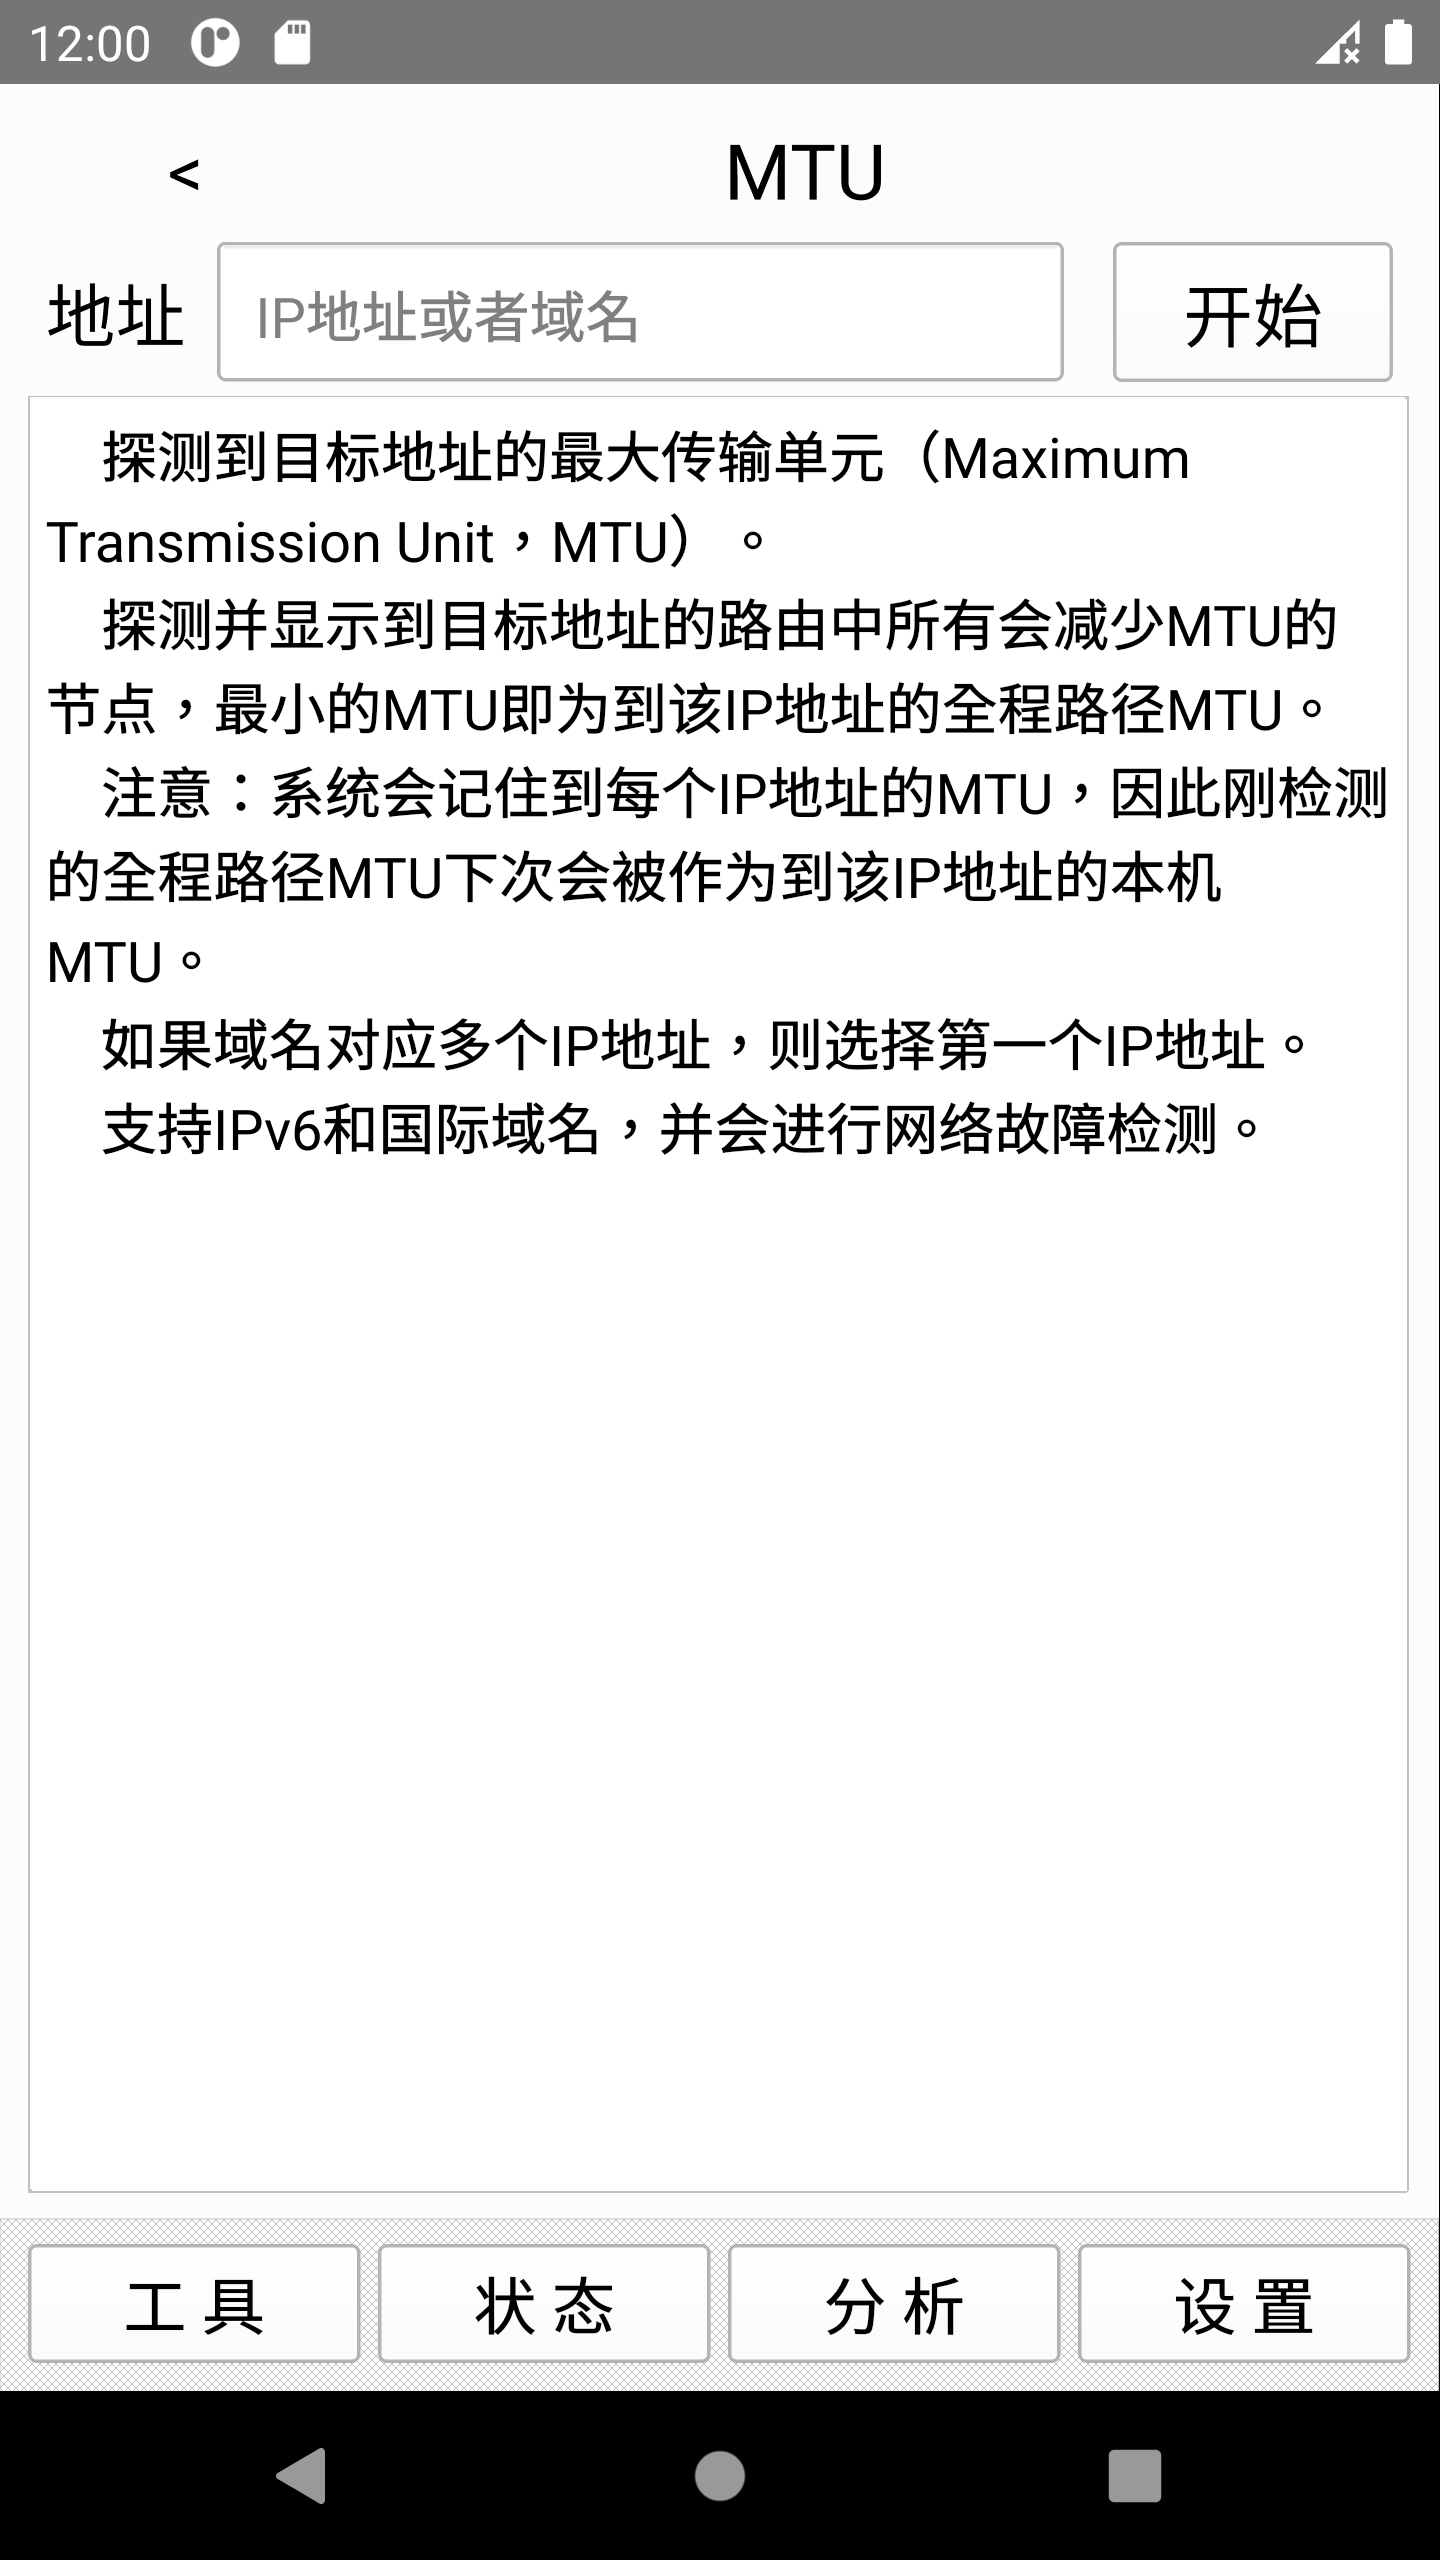 12:00
< MTU
地址 IP地址或者域名 开始
探测到目标地址的最大传输单元（Maximum
Transmission Unit，MTU）。
探测并显示到目标地址的路由中所有会减少MTU的
节点，最小的MTU即为到该IP地址的全程路径MTU。
注意：系统会记住到每个IP地址的MTU，因此刚检测
的全程路径MTU下次会被作为到该IP地址的本机
MTU。
如果域名对应多个IP地址，则选择第一个IP地址。
支持IPv6和国际域名，并会进行网络故障检测。
工 具 状 态 分 析 设 置